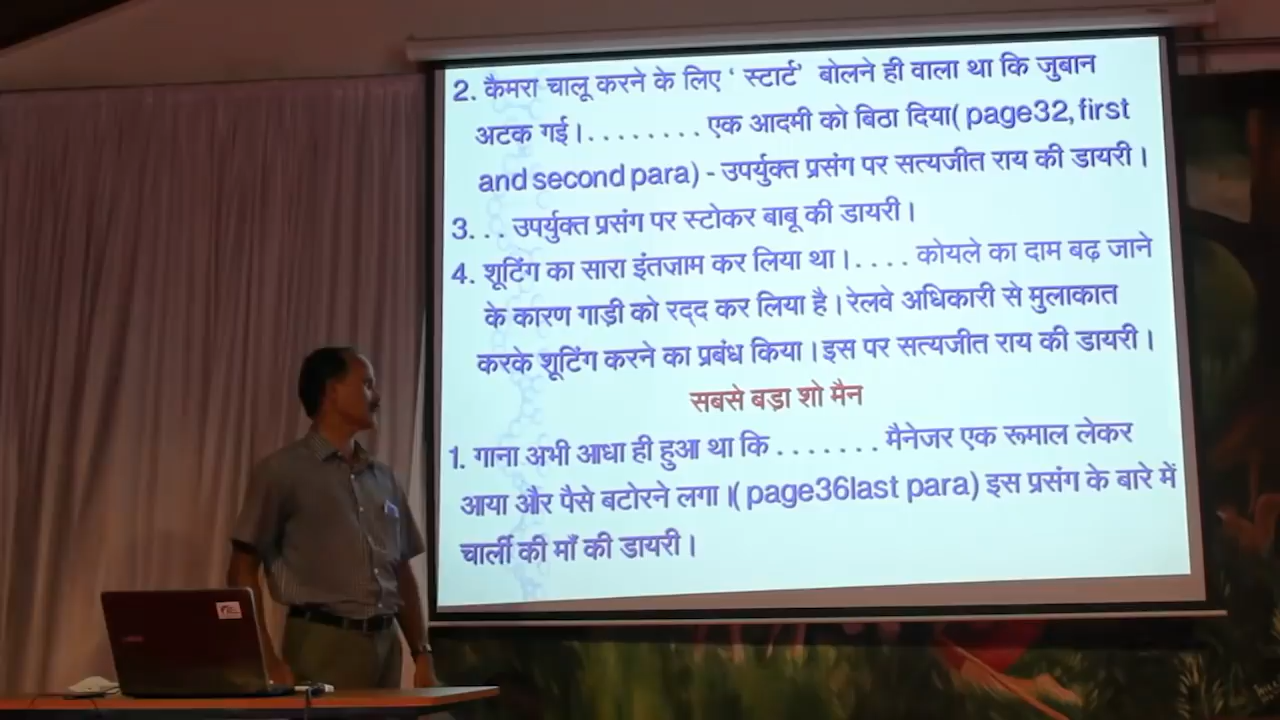 2. कैमरा चालू करने के लिए ‘ स्टार्ट’ बोलने ही वाला था कि जुबान
अटक गई। . . . . . . . . एक आदमी को बिठा दिया( page32, first
and second para) - उपर्युक्त प्रसंग पर सत्यजीत राय की डायरी।
3. . . उपर्युक्त प्रसंग पर स्टोकर बाबू की डायरी।
4. शूटिंग का सारा इंतज़ाम कर लिया था। . . . . कोयले का दाम बढ़ जाने
के कारण गाड़ी को रद्द कर लिया है। रेलवे अधिकारी से मुलाकात
करके शूटिंग करने का प्रबंध किया। इस पर सत्यजीत राय की डायरी।
सबसे बड़ा शो मैन
1. गाना अभी आधा ही हुआ था कि . . . . . . . मैनेजर एक रूमाल लेकर
आया और पैसे बटोरने लगा।( page36last para) इस प्रसंग के बारे में
चार्ली की माँ की डायरी।